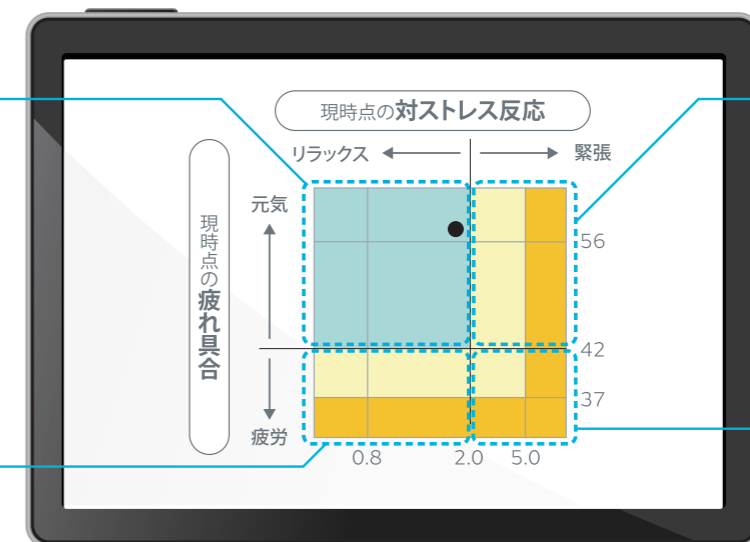 現時点の対ストレス反応
リラックス
緊張
現時点の疲れ具合
元気
疲労
56
42
37
0.8
2.0
5.0